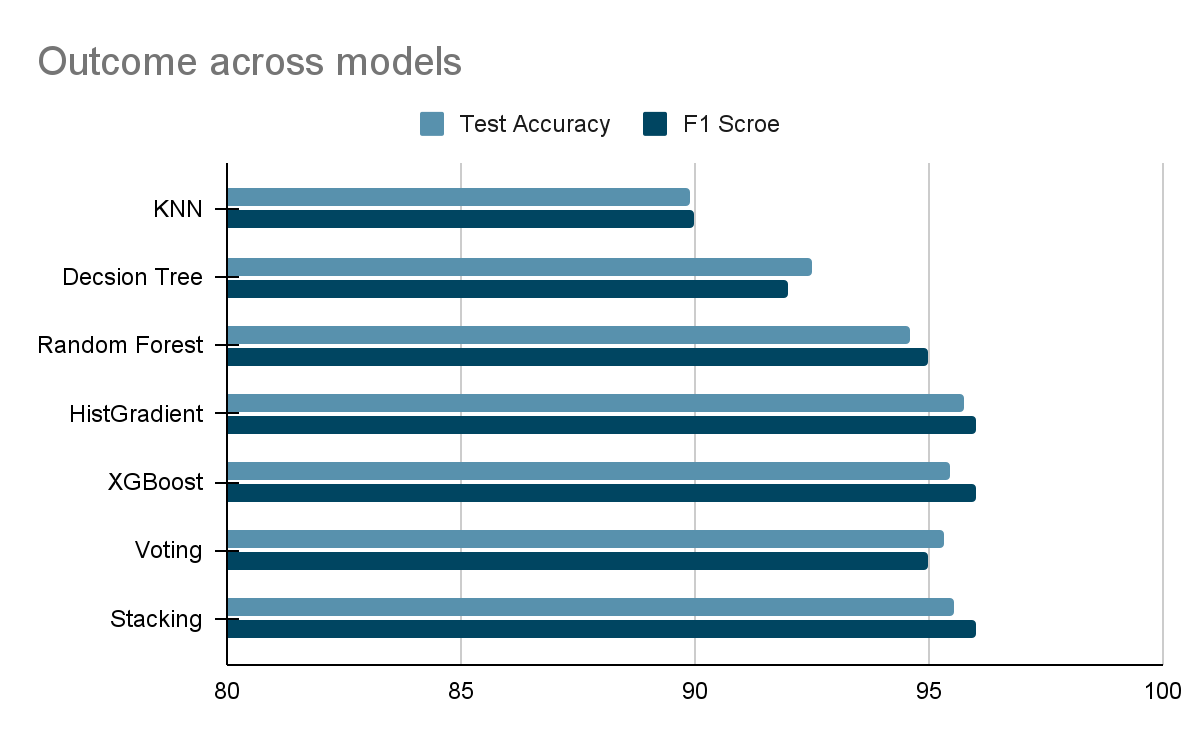 Outcome across models
Test Accuracy F1 Scroe
KNN
Decsion Tree
Random Forest
HistGradient
XGBoost
Voting
Stacking
80 85 90 95 100